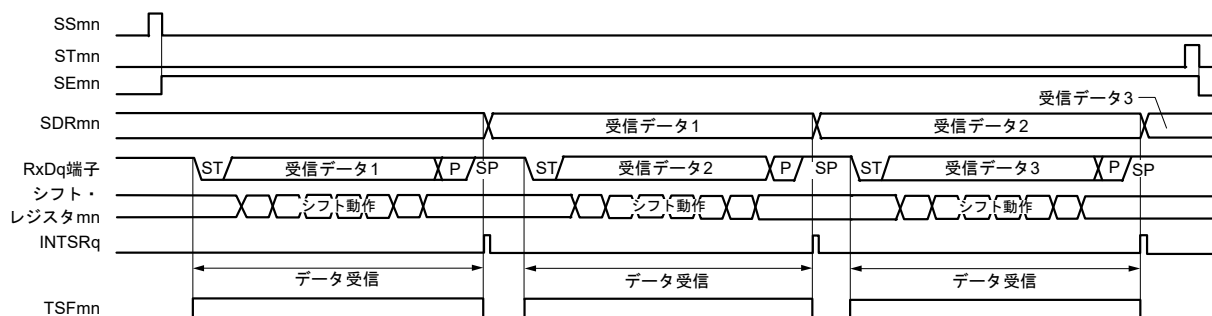 SSmn
STmn
SEmn
受信データ3
SDRmn 受信データ1 受信データ2
RxDq端子 ST 受信データ1 P SP ST 受信データ2 P SP ST 受信データ3 P SP
シフト・
レジスタmn シフト動作 シフト動作 シフト動作
INTSRq
データ受信 データ受信 データ受信
TSFmn